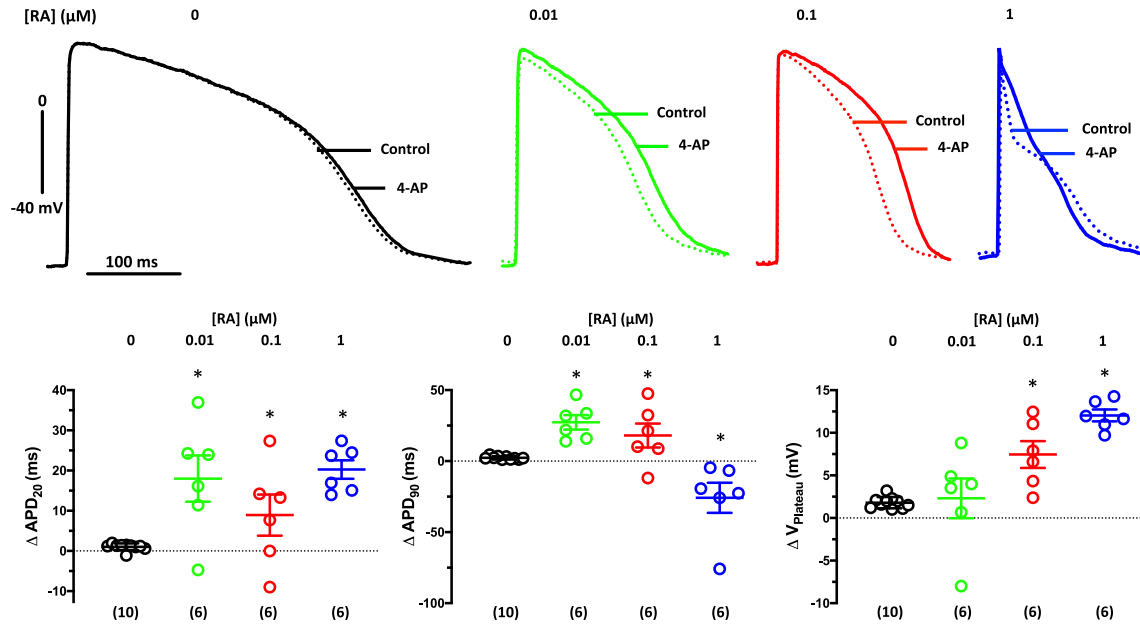 [RA] (µM) 0 0.01 0.1 1
0
-40 mV
Control
4-AP
100 ms
Control
4-AP
Control
4-AP
Control
4-AP
[RA] (µM)
0 0.01 0.1 1
* * *
40
30
20
10
0
-10
Δ APD20 (ms)
(10) (6) (6) (6)
[RA] (µM)
0 0.01 0.1 1
* * *
50
0
-50
-100
Δ APD90 (ms)
(10) (6) (6) (6)
[RA] (µM)
0 0.01 0.1 1
* *
15
10
5
0
-5
-10
Δ VPlateau (mV)
(10) (6) (6) (6)